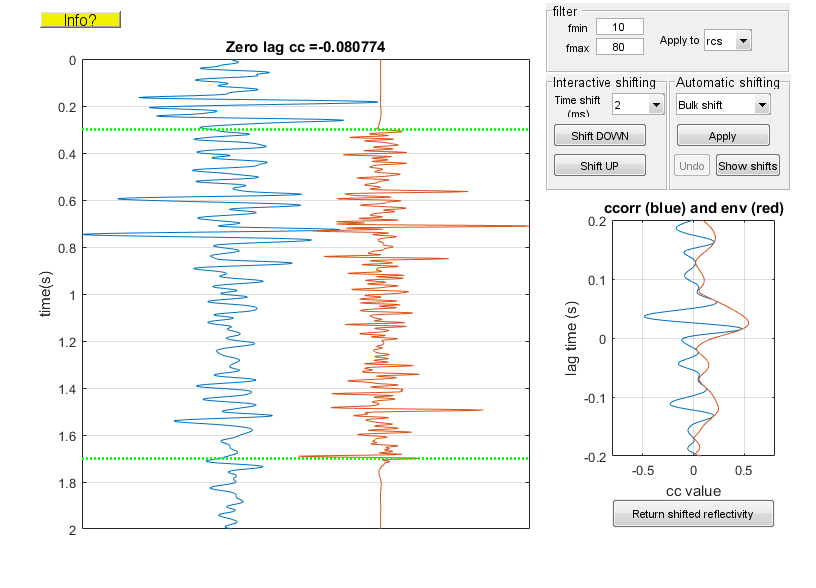 Info?
Zero lag cc =-0.080774
0
0.2
0.4
0.6
0.8
1
1.2
1.4
1.6
1.8
2
time(s)
filter
fmin 10
fmax 80
Apply to rcs
Interactive shifting
Time shift (ms) 2
Shift DOWN
Shift UP
Automatic shifting
Bulk shift
Apply
Undo Show shifts
ccorr (blue) and env (red)
0.2
0.1
0
-0.1
-0.2
lag time (s)
-0.5 0 0.5
cc value
Return shifted reflectivity